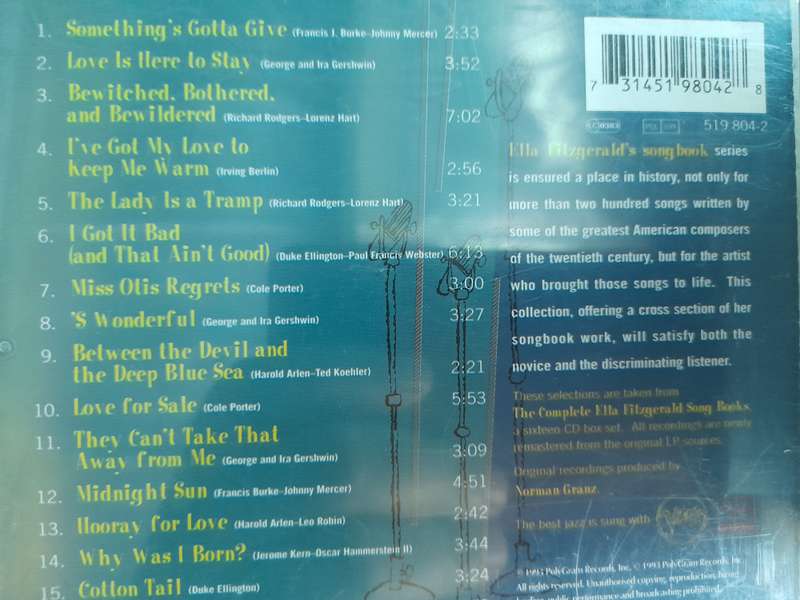 1. Something's Gotta Give (Francis J. Burke–Johnny Mercer) 2:33
2. Love Is Here to Stay (George and Ira Gershwin) 3:52
3. Bewitched, Bothered,
and Bewildered (Richard Rodgers–Lorenz Hart) 7:02
4. I've Got My Love to
Keep Me Warm (Irving Berlin) 2:56
5. The Lady Is a Tramp (Richard Rodgers–Lorenz Hart) 3:21
6. I Got It Bad
(and That Ain't Good) (Duke Ellington–Paul Francis Webster) 6:13
7. Miss Otis Regrets (Cole Porter) 3:00
8. 'S Wonderful (George and Ira Gershwin) 3:27
9. Between the Devil and
the Deep Blue Sea (Harold Arlen–Ted Koehler) 2:21
10. Love for Sale (Cole Porter) 5:53
11. They Can't Take That
Away from Me (George and Ira Gershwin) 3:09
12. Midnight Sun (Francis Burke–Johnny Mercer) 4:51
13. Hooray for Love (Harold Arlen–Leo Robin) 2:42
14. Why Was I Born? (Jerome Kern–Oscar Hammerstein II) 3:44
15. Cotton Tail (Duke Ellington) 3:24
7 31451 98042 8
519 804-2
Ella Fitzgerald's songbook series
is ensured a place in history, not only for
more than two hundred songs written by
some of the greatest American composers
of the twentieth century, but for the artist
who brought those songs to life. This
collection, offering a cross section of her
songbook work, will satisfy both the
novice and the discriminating listener.
These selections are taken from
The Complete Ella Fitzgerald Song Books,
a sixteen CD box set. All recordings are newly
remastered from the original LP sources.
Original recordings produced by
Norman Granz.
The best jazz is sung with
℗ 1993 PolyGram Records, Inc. © 1993 PolyGram Records, Inc.
All rights reserved. Unauthorised copying, reproduction, hiring,
lending, public performance and broadcasting prohibited.